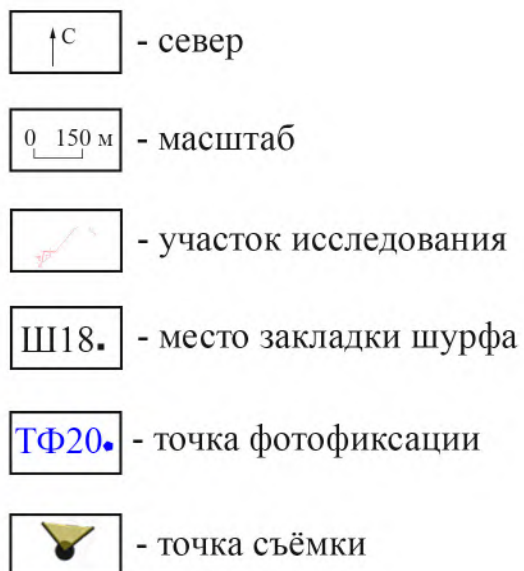 С - север
0 150 м - масштаб
- участок исследования
Ш18. - место закладки шурфа
ТФ20 - точка фотофиксации
- точка съёмки